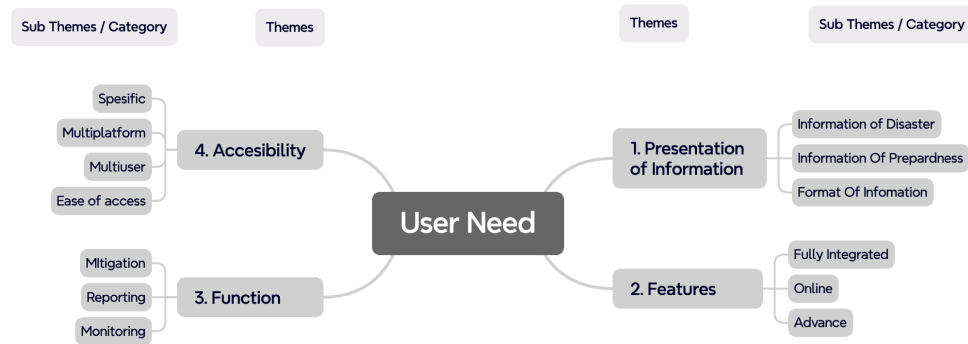 Sub Themes / Category
Themes
Themes
Sub Themes / Category
Spesific
Multiplatform
Multiuser
Ease of access
4. Accesibility
1. Presentation
of Information
Information of Disaster
Information Of Prepardness
Format Of Infomation
User Need
MItigation
Reporting
Monitoring
3. Function
2. Features
Fully Integrated
Online
Advance